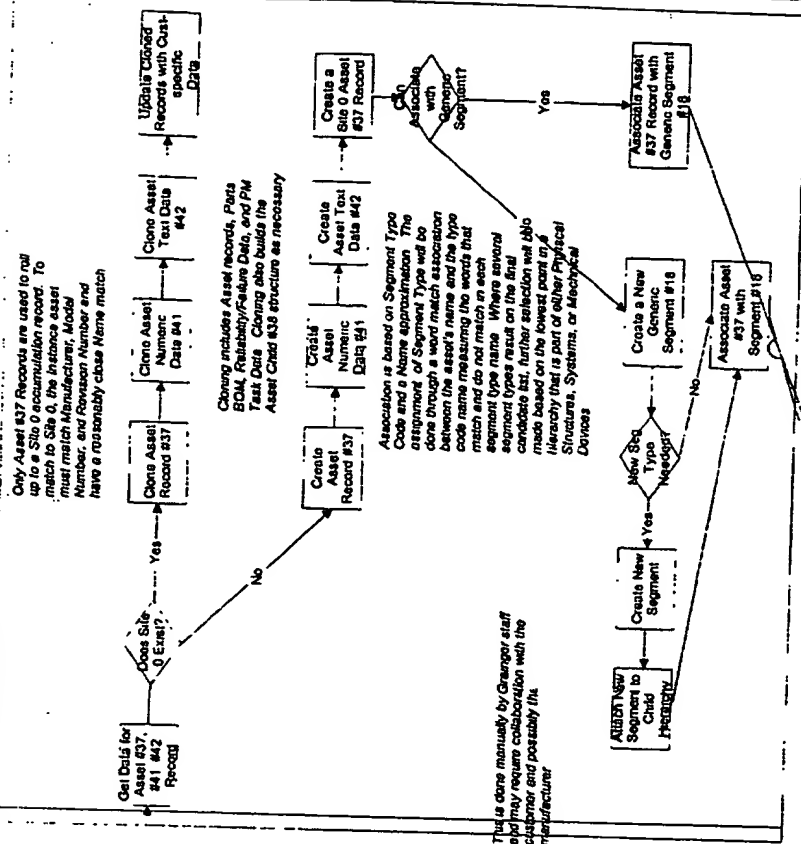 Only Asset #37 Records are used to roll
up to a Site 0 accumulation record. To
match to Site 0, the instance asset
must match Manufacturer, Model
Number, and Revision Number and
have a reasonably close Name match
Get Data for
Asset #37,
#41 #42
Record
Does Site
0 Exist?
Yes
Clone Asset
Record #37
Clone Asset
Numeric
Data #41
Clone Asset
Text Data
#42
Update Cloned
Records with Cust-
specific
Data
Cloning includes Asset records, Parts
BOM, Reliability/Failure Data, and PM
Task Data Cloning also builds the
Asset Child #38 structure as necessary
No
Create
Asset
Record #37
Create
Asset
Numeric
Data #41
Create
Asset Text
Data #42
Create a
Site 0 Asset
#37 Record
Can
Associate
with
Generic
Segment?
Association is based on Segment Type
Code and a Name approximation The
assignment of Segment Type will be
done through a word match association
between the asset's name and the type
code name measuring the words that
match and do not match in each
segment type name Where several
segment types result on the final
candidate list, further selection will be
made based on the lowest point in a
Hierarchy that is part of either Physical
Structures, Systems, or Mechanical
Devices
Yes
Associate Asset
#37 Record with
Generic Segment
#18
Create a New
Generic
Segment #18
New Seg
Type
Needed?
No
Yes
Associate Asset
#37 with
Segment #18
Create New
Segment
Attach New
Segment to
Child
Hierarchy
This is done manually by Grainger staff
and may require collaboration with the
customer and possibly the
manufacturer